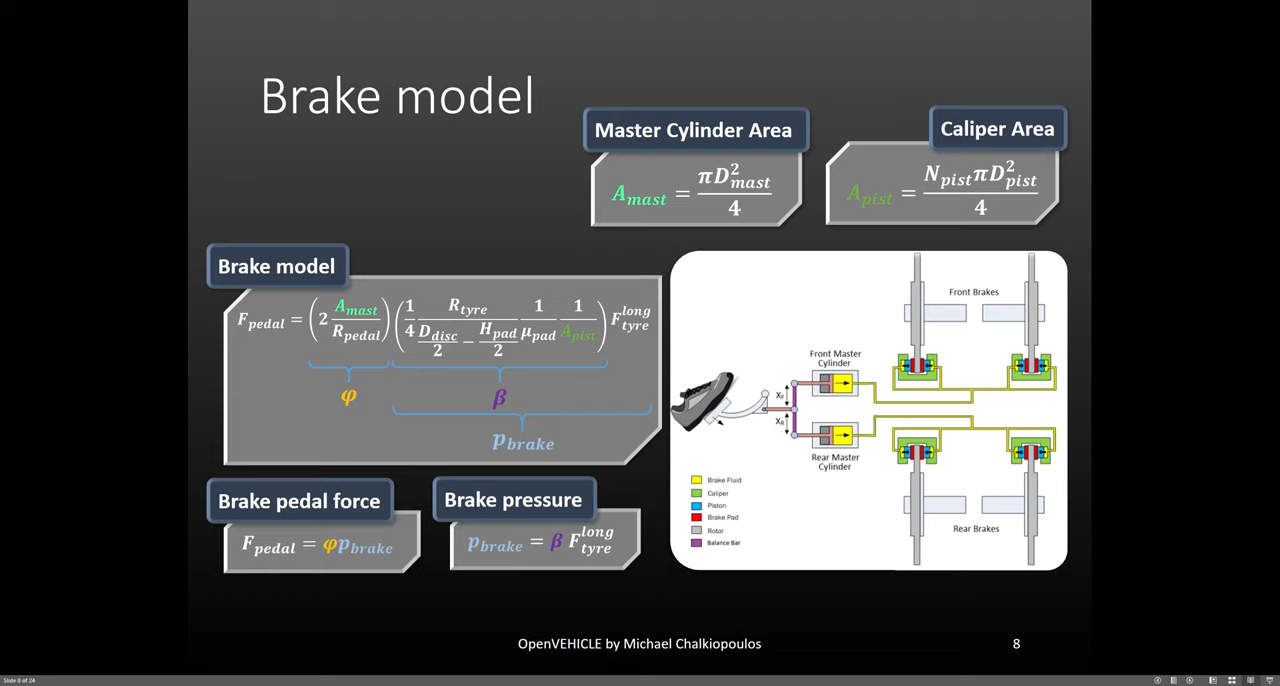 Brake model
Master Cylinder Area
A_mast = πD²_mast / 4
Caliper Area
A_pist = N_pist πD²_pist / 4
Brake model
F_pedal = (2 A_mast / R_pedal) (1/4 R_tyre / (D_disc/2 − H_pad/2) 1/μ_pad 1/A_pist) F_tyre^long
φ
β
p_brake
Brake pedal force
F_pedal = φp_brake
Brake pressure
p_brake = β F_tyre^long
Front Brakes
Front Master
Cylinder
X_F
X_R
Rear Master
Cylinder
Brake Fluid
Caliper
Piston
Brake Pad
Rotor
Balance Bar
Rear Brakes
OpenVEHICLE by Michael Chalkiopoulos
8
Slide 8 of 24